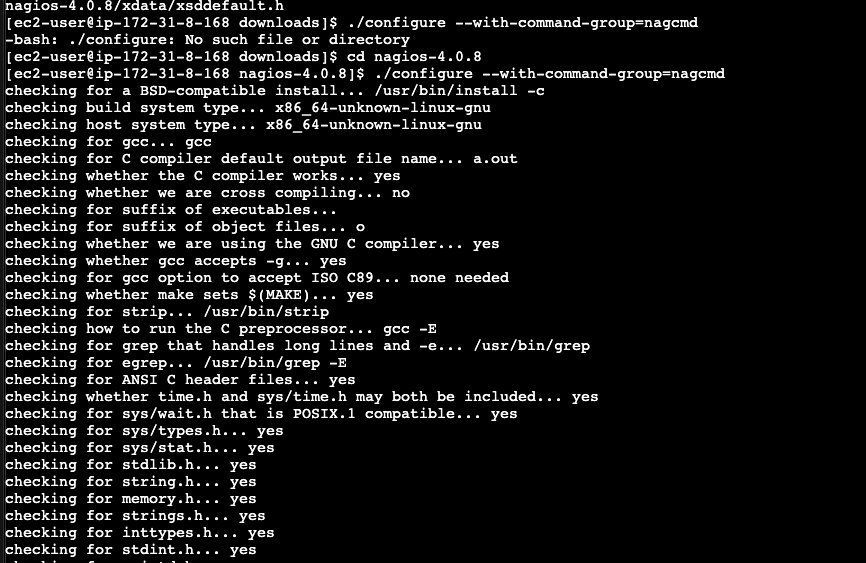 nagios-4.0.8/xdata/xsddefault.h
[ec2-user@ip-172-31-8-168 downloads]$ ./configure --with-command-group=nagcmd
-bash: ./configure: No such file or directory
[ec2-user@ip-172-31-8-168 downloads]$ cd nagios-4.0.8
[ec2-user@ip-172-31-8-168 nagios-4.0.8]$ ./configure --with-command-group=nagcmd
checking for a BSD-compatible install... /usr/bin/install -c
checking build system type... x86_64-unknown-linux-gnu
checking host system type... x86_64-unknown-linux-gnu
checking for gcc... gcc
checking for C compiler default output file name... a.out
checking whether the C compiler works... yes
checking whether we are cross compiling... no
checking for suffix of executables...
checking for suffix of object files... o
checking whether we are using the GNU C compiler... yes
checking whether gcc accepts -g... yes
checking for gcc option to accept ISO C89... none needed
checking whether make sets $(MAKE)... yes
checking for strip... /usr/bin/strip
checking how to run the C preprocessor... gcc -E
checking for grep that handles long lines and -e... /usr/bin/grep
checking for egrep... /usr/bin/grep -E
checking for ANSI C header files... yes
checking whether time.h and sys/time.h may both be included... yes
checking for sys/wait.h that is POSIX.1 compatible... yes
checking for sys/types.h... yes
checking for sys/stat.h... yes
checking for stdlib.h... yes
checking for string.h... yes
checking for memory.h... yes
checking for strings.h... yes
checking for inttypes.h... yes
checking for stdint.h... yes